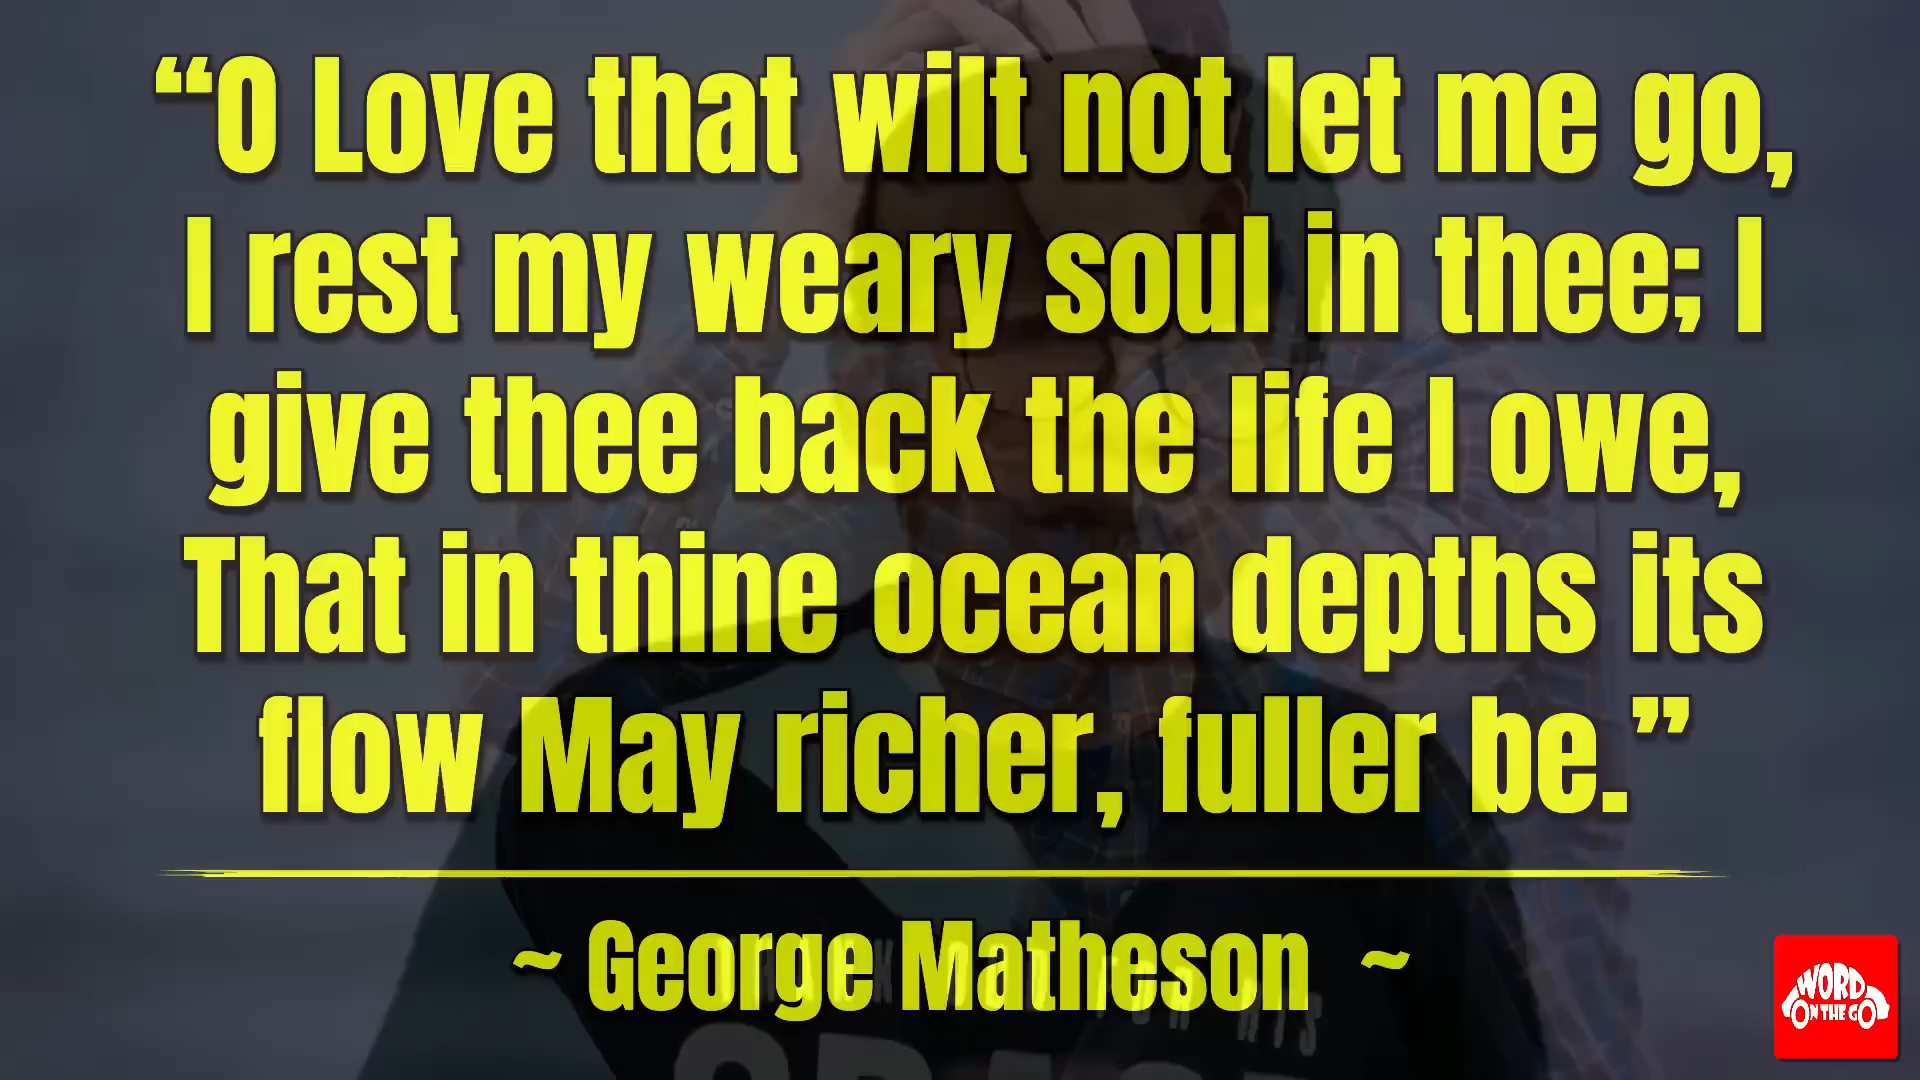 “O Love that wilt not let me go,
I rest my weary soul in thee; I
give thee back the life I owe,
That in thine ocean depths its
flow May richer, fuller be.”
~ George Matheson ~
WORD
ON THE GO